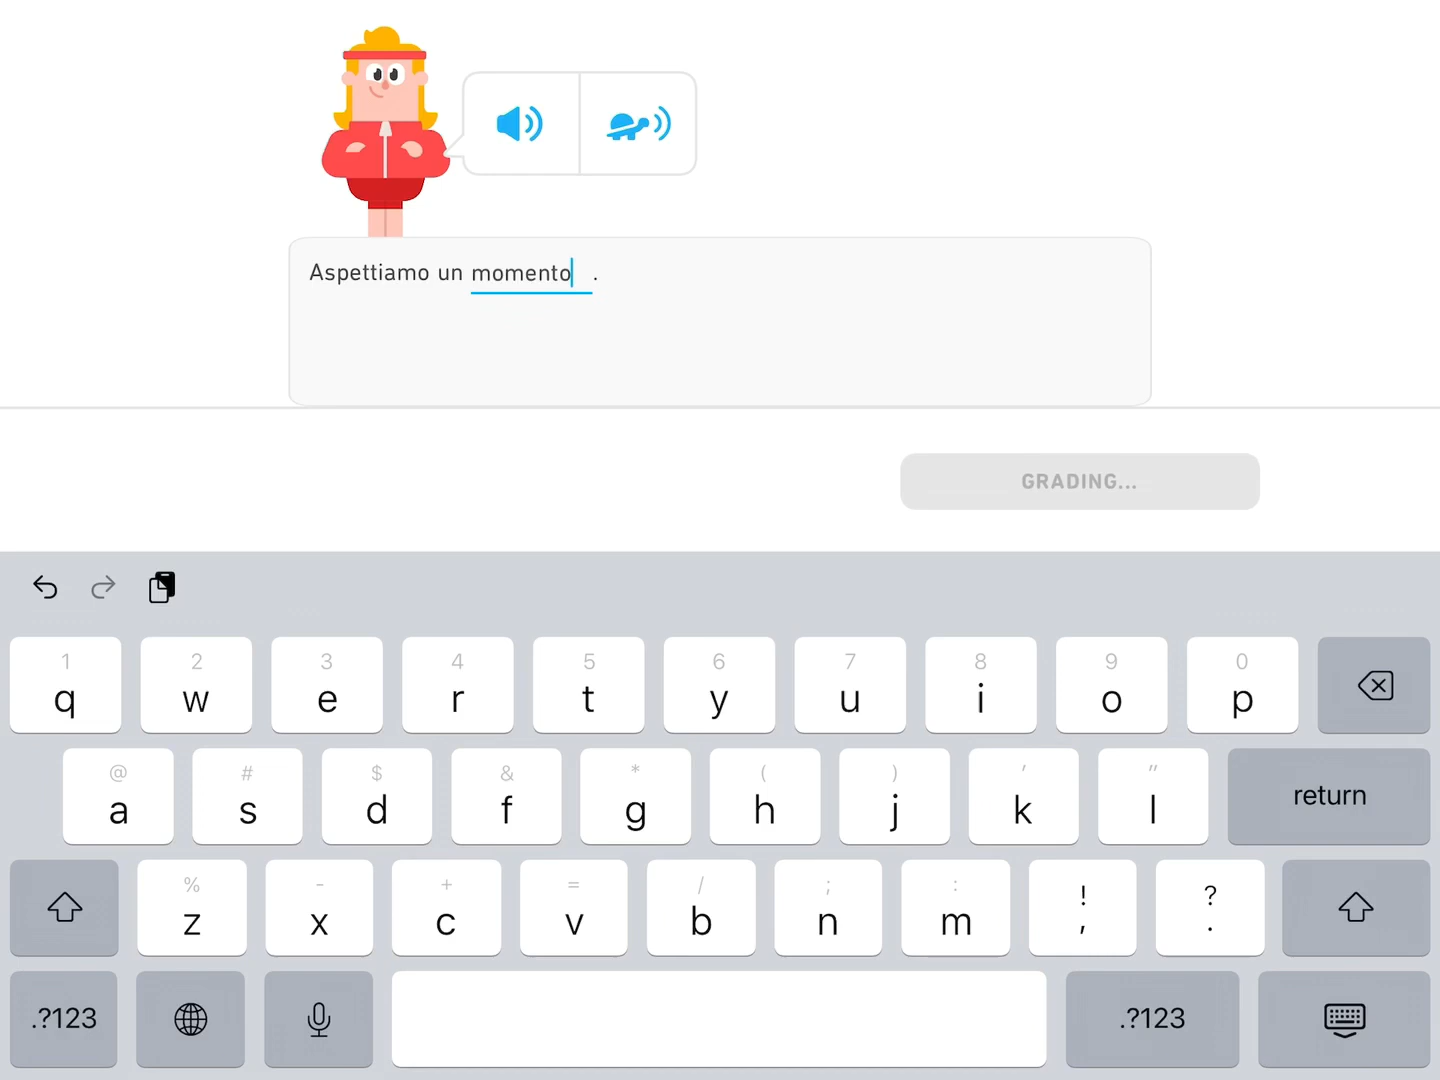 Aspettiamo un momento .
GRADING...
1 2 3 4 5 6 7 8 9 0
q w e r t y u i o p
@ # $ & * ( ) ' "
a s d f g h j k l return
% - + = / ; : ! ?
z x c v b n m , .
.?123 .?123